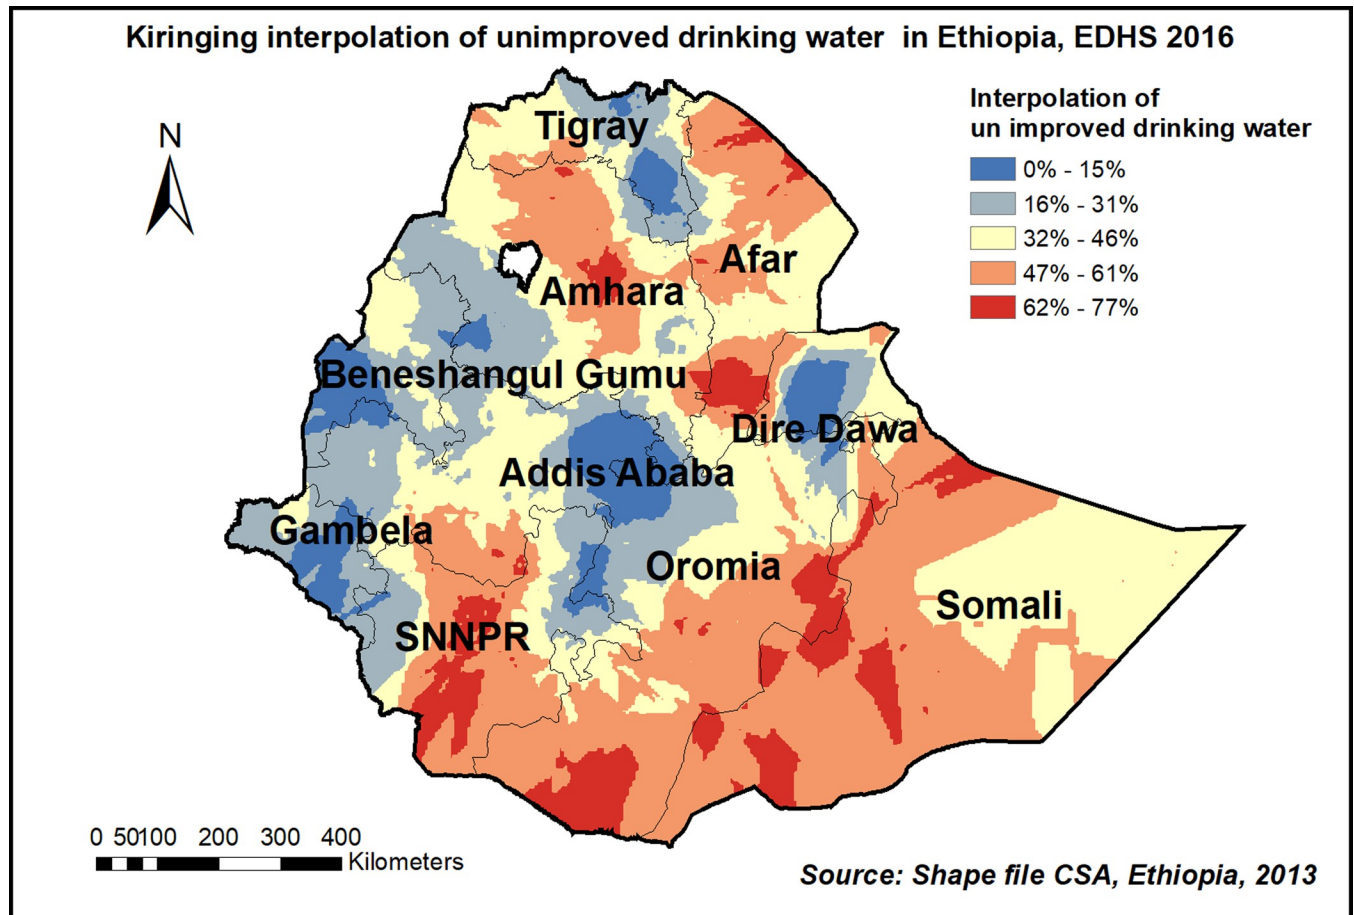 Kiringing interpolation of unimproved drinking water in Ethiopia, EDHS 2016
N
Interpolation of
un improved drinking water
0% - 15%
16% - 31%
32% - 46%
47% - 61%
62% - 77%
Tigray
Afar
Amhara
Beneshangul Gumu
Dire Dawa
Addis Ababa
Gambela
Oromia
Somali
SNNPR
0 50 100 200 300 400
Kilometers
Source: Shape file CSA, Ethiopia, 2013